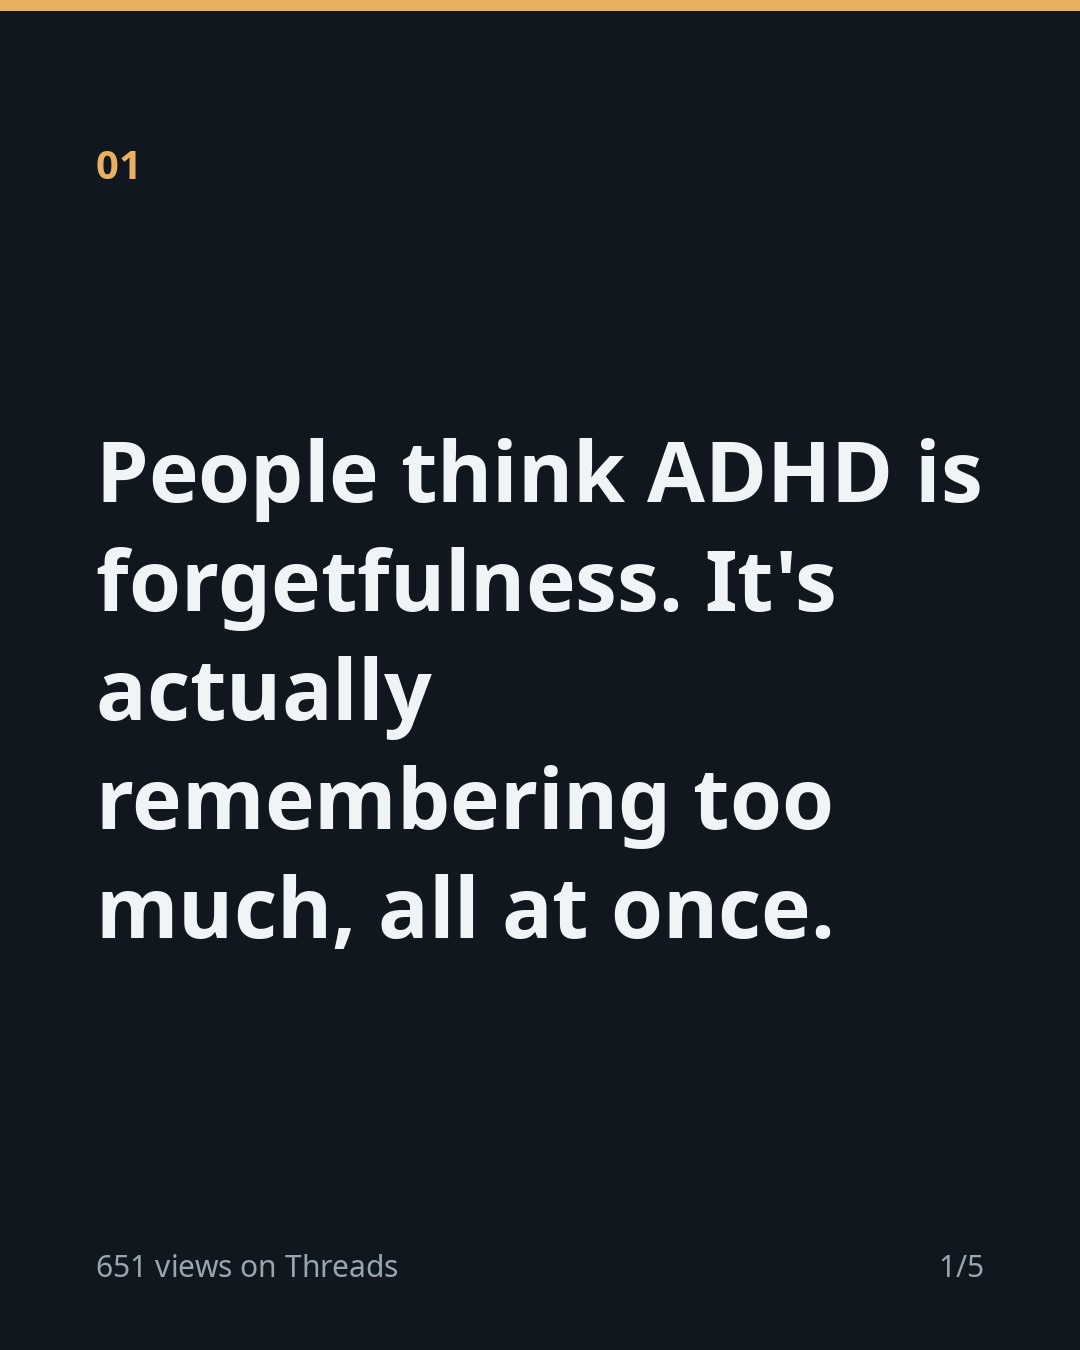 01
People think ADHD is
forgetfulness. It's
actually
remembering too
much, all at once.
651 views on Threads
1/5